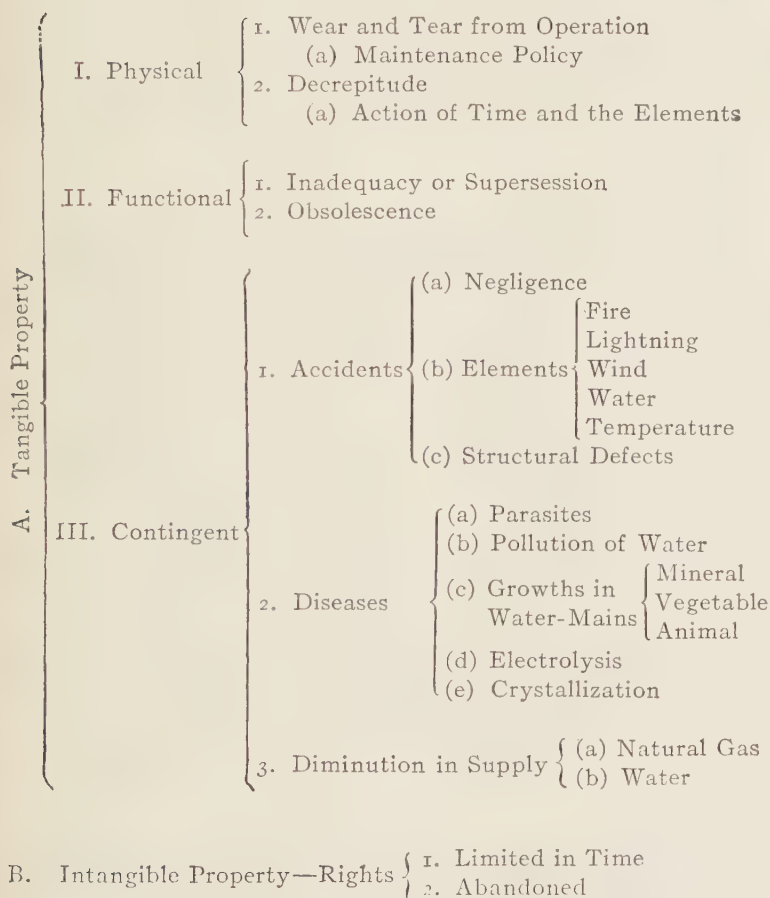 A. Tangible Property
I. Physical
1. Wear and Tear from Operation
(a) Maintenance Policy
2. Decrepitude
(a) Action of Time and the Elements
II. Functional
1. Inadequacy or Supersession
2. Obsolescence
III. Contingent
1. Accidents
(a) Negligence
(b) Elements
Fire
Lightning
Wind
Water
Temperature
(c) Structural Defects
2. Diseases
(a) Parasites
(b) Pollution of Water
(c) Growths in
Water-Mains
Mineral
Vegetable
Animal
(d) Electrolysis
(e) Crystallization
3. Diminution in Supply
(a) Natural Gas
(b) Water
B. Intangible Property—Rights
1. Limited in Time
2. Abandoned